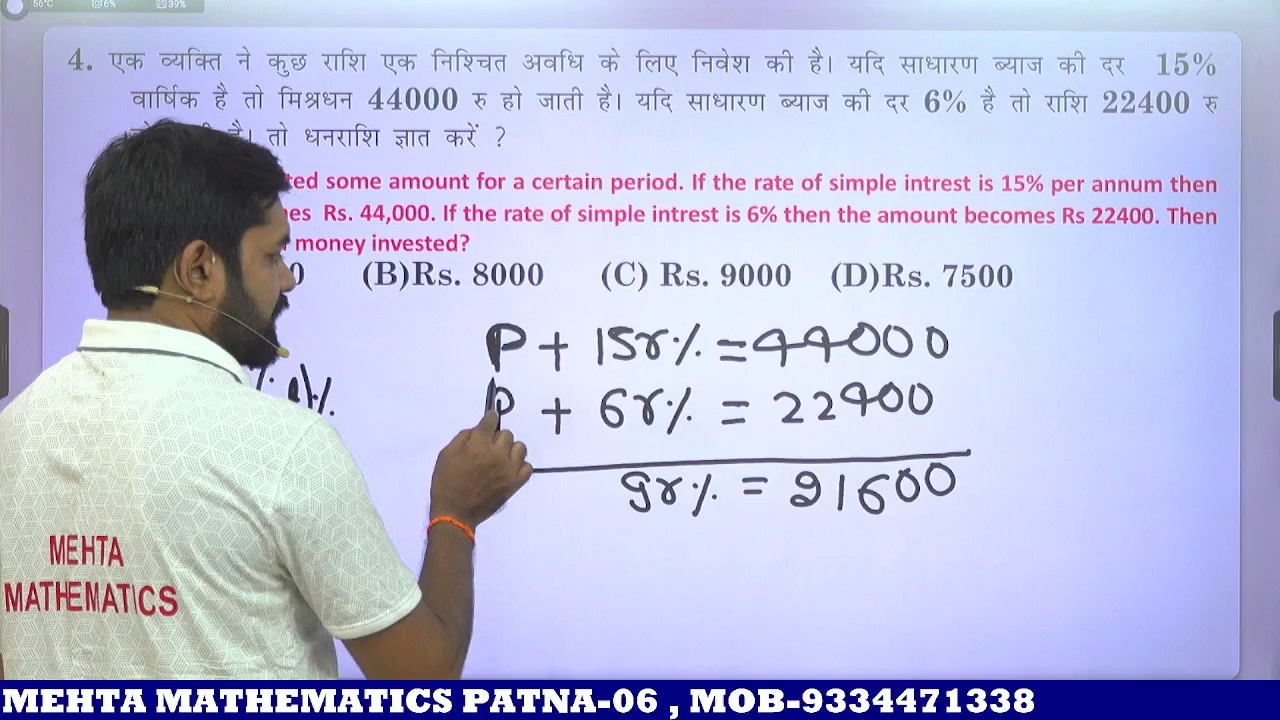 56°C 6% 39%
4. एक व्यक्ति ने कुछ राशि एक निश्चित अवधि के लिए निवेश की है। यदि साधारण ब्याज की दर 15%
वार्षिक है तो मिश्रधन 44000 रु हो जाती है। यदि साधारण ब्याज की दर 6% है तो राशि 22400 रु
है। तो धनराशि ज्ञात करें ?
some amount for a certain period. If the rate of simple intrest is 15% per annum then
Rs. 44,000. If the rate of simple intrest is 6% then the amount becomes Rs 22400. Then
money invested?
(B)Rs. 8000 (C) Rs. 9000 (D)Rs. 7500
P + 15r% = 44000
P + 6r% = 22400
9r% = 21600
MEHTA
MATHEMATICS
MEHTA MATHEMATICS PATNA-06 , MOB-9334471338